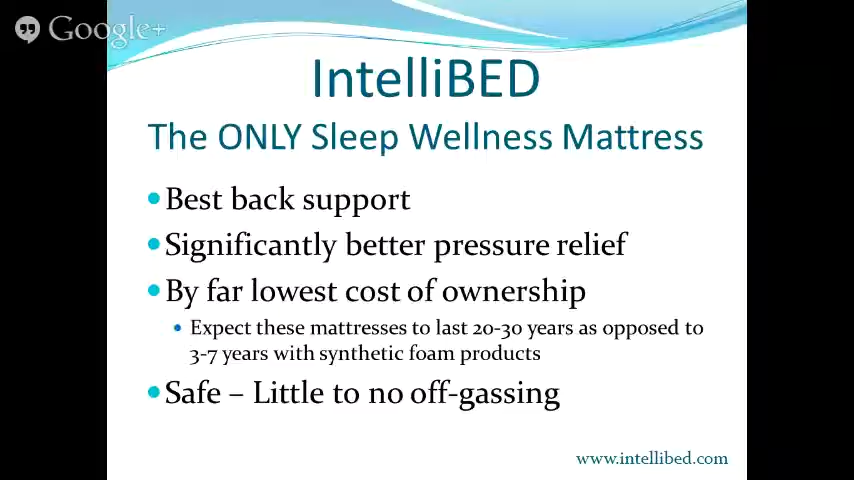 Google+
IntelliBED
The ONLY Sleep Wellness Mattress
•Best back support
•Significantly better pressure relief
•By far lowest cost of ownership
•Expect these mattresses to last 20-30 years as opposed to
3-7 years with synthetic foam products
•Safe – Little to no off-gassing
www.intellibed.com